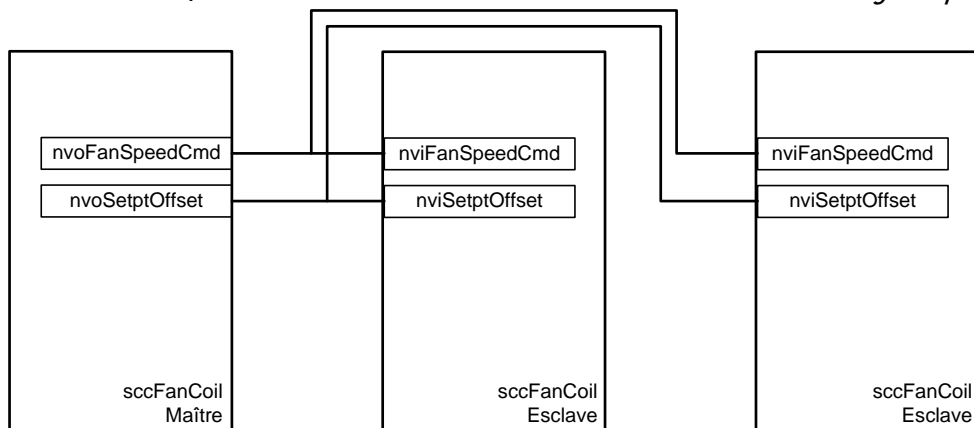 nvoFanSpeedCmd
nvoSetptOffset
sccFanCoil
Maître
nviFanSpeedCmd
nviSetptOffset
sccFanCoil
Esclave
nviFanSpeedCmd
nviSetptOffset
sccFanCoil
Esclave